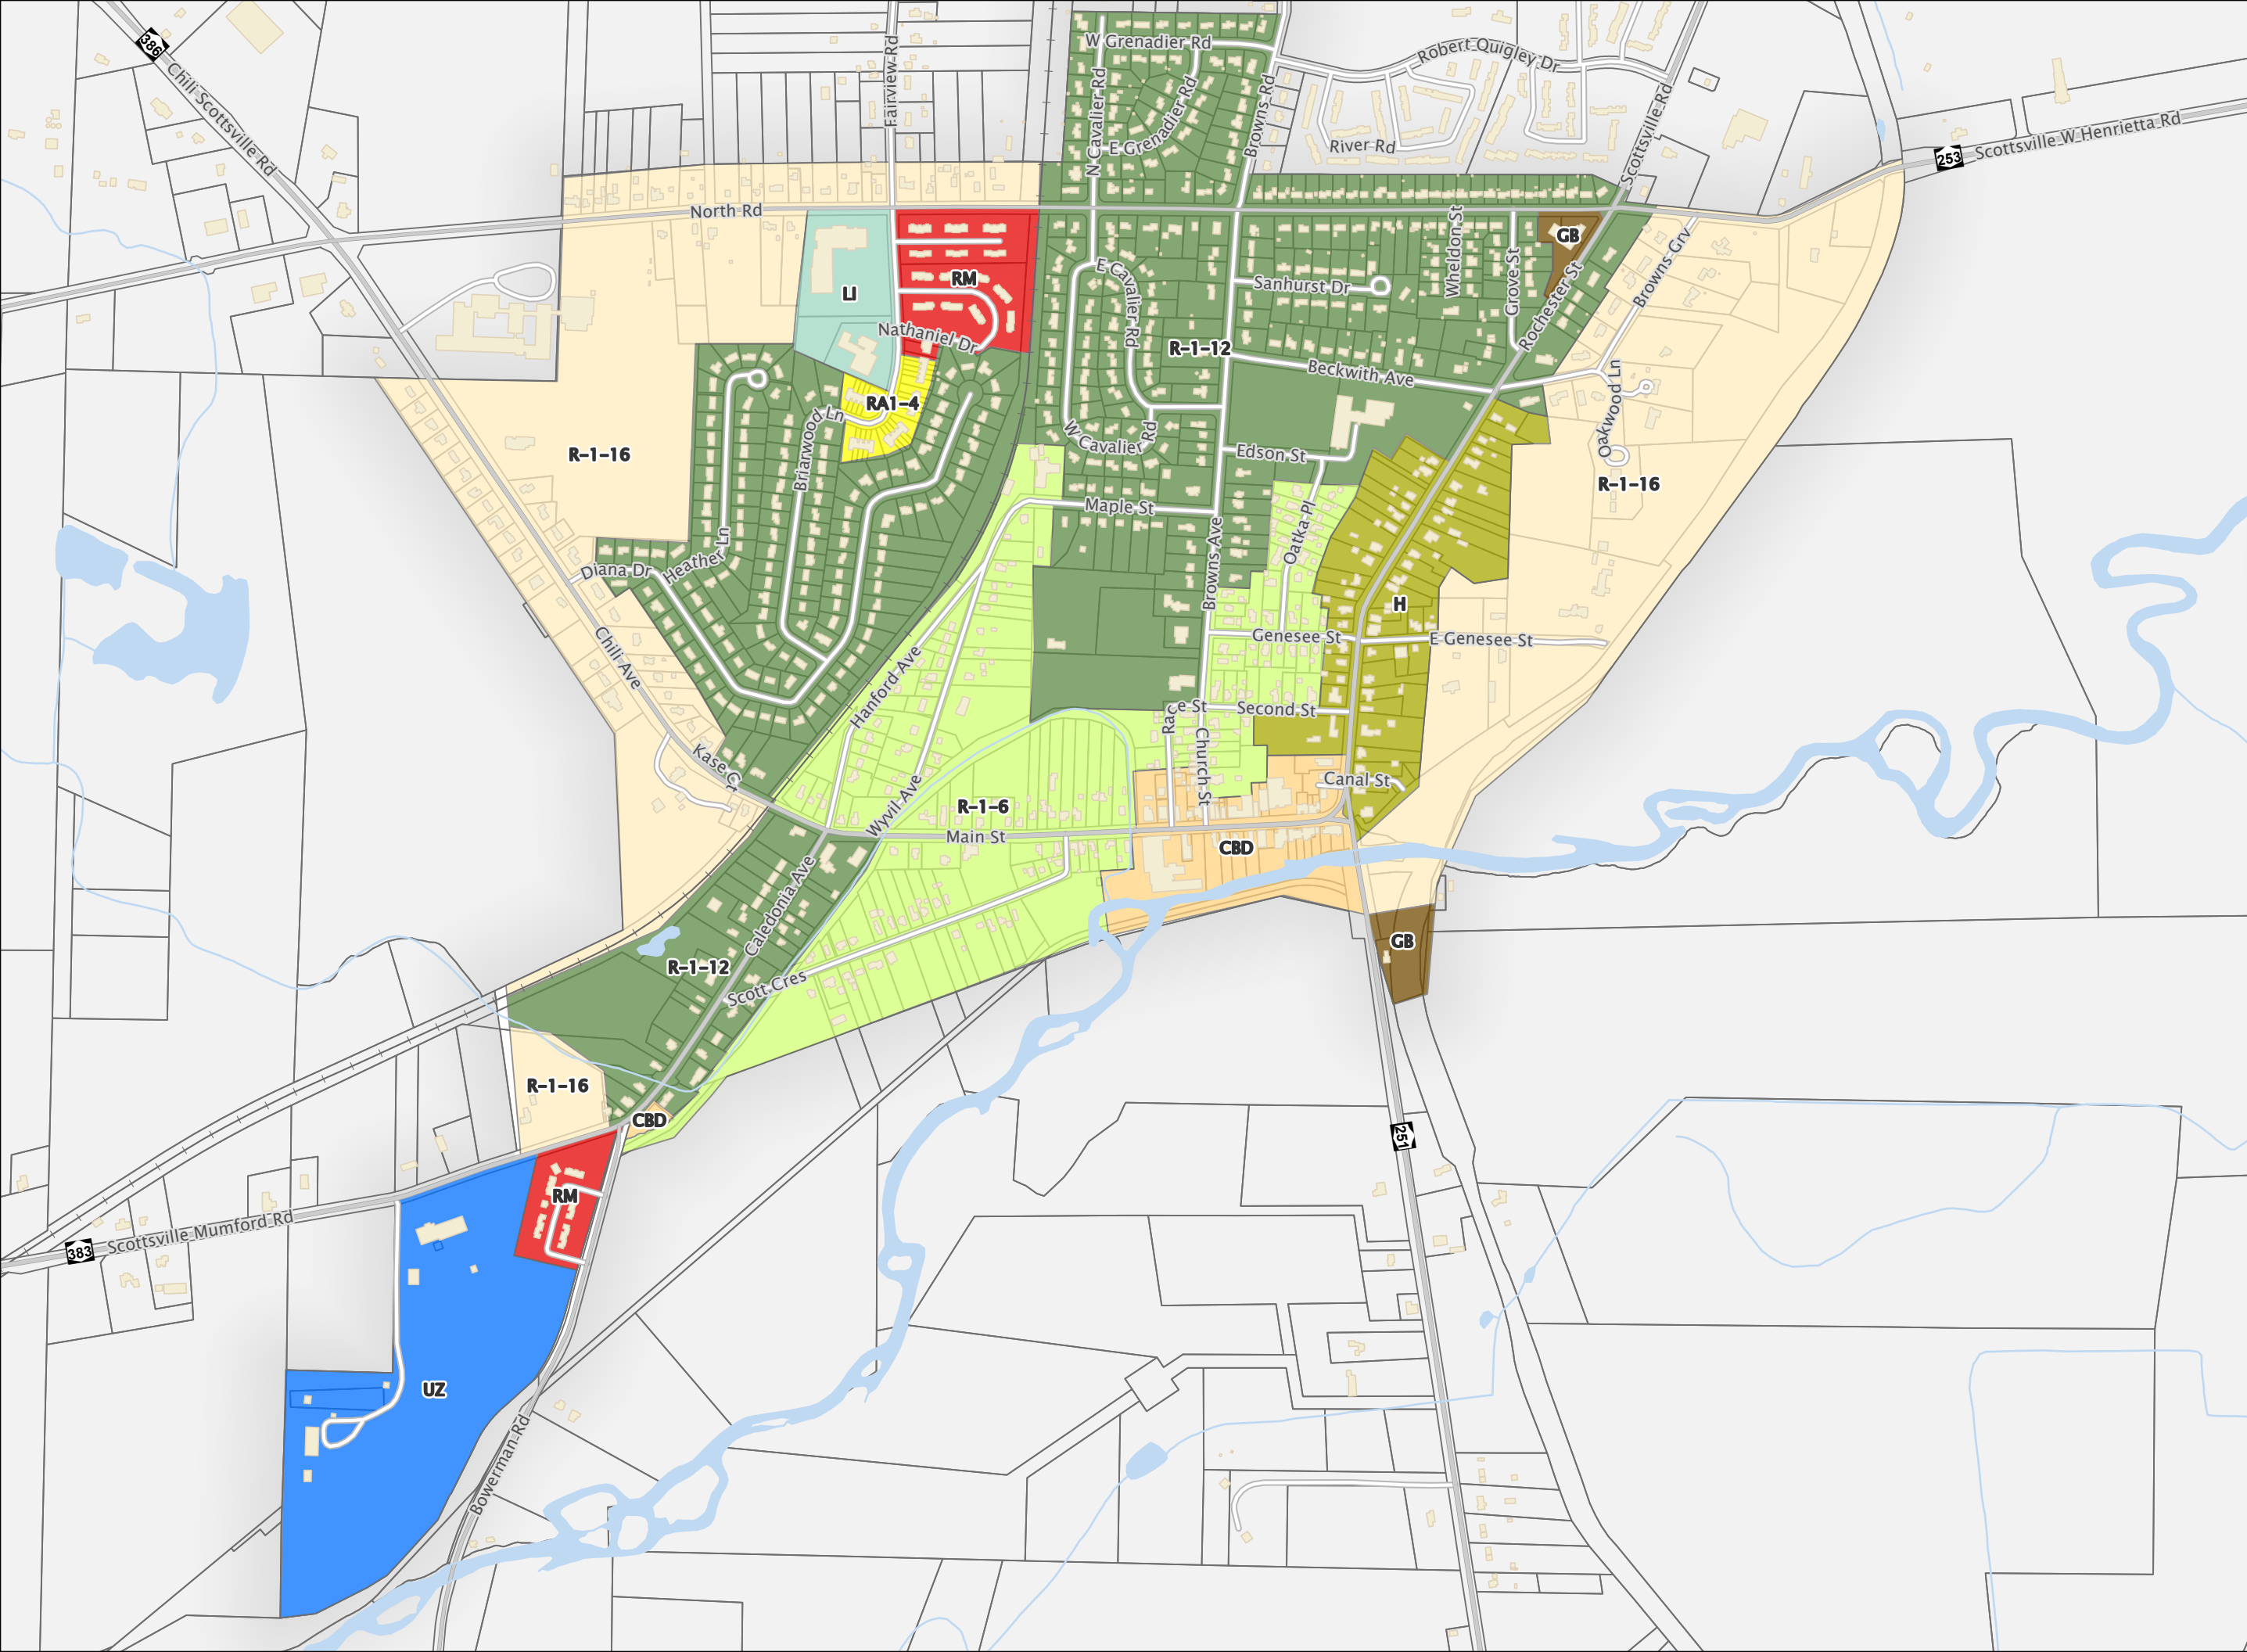 386
Chili Scottsville Rd
Fairview Rd
W Grenadier Rd
N Cavalier Rd
E Grenadier Rd
Browns Rd
Robert Quigley Dr
River Rd
Scottsville Rd
253
Scottsville W Henrietta Rd
North Rd
LI
RM
Nathaniel Dr
E Cavalier Rd
R-1-12
Sanhurst Dr
Wheldon St
Grove St
GB
Rochester St
Browns Grv
Beckwith Ave
Oakwood Ln
RA1-4
Briarwood Ln
R-1-16
W Cavalier Rd
Edson St
R-1-16
Maple St
Oatka Pl
Browns Ave
Diana Dr
Heather Ln
H
Genesee St
E Genesee St
Chili Ave
Hanford Ave
Race St
Second St
Church St
Kase Ct
Canal St
Wyvil Ave
R-1-6
Main St
CBD
Caledonia Ave
R-1-12
Scott Cres
GB
R-1-16
CBD
251
RM
383
Scottsville Mumford Rd
UZ
Bowerman Rd